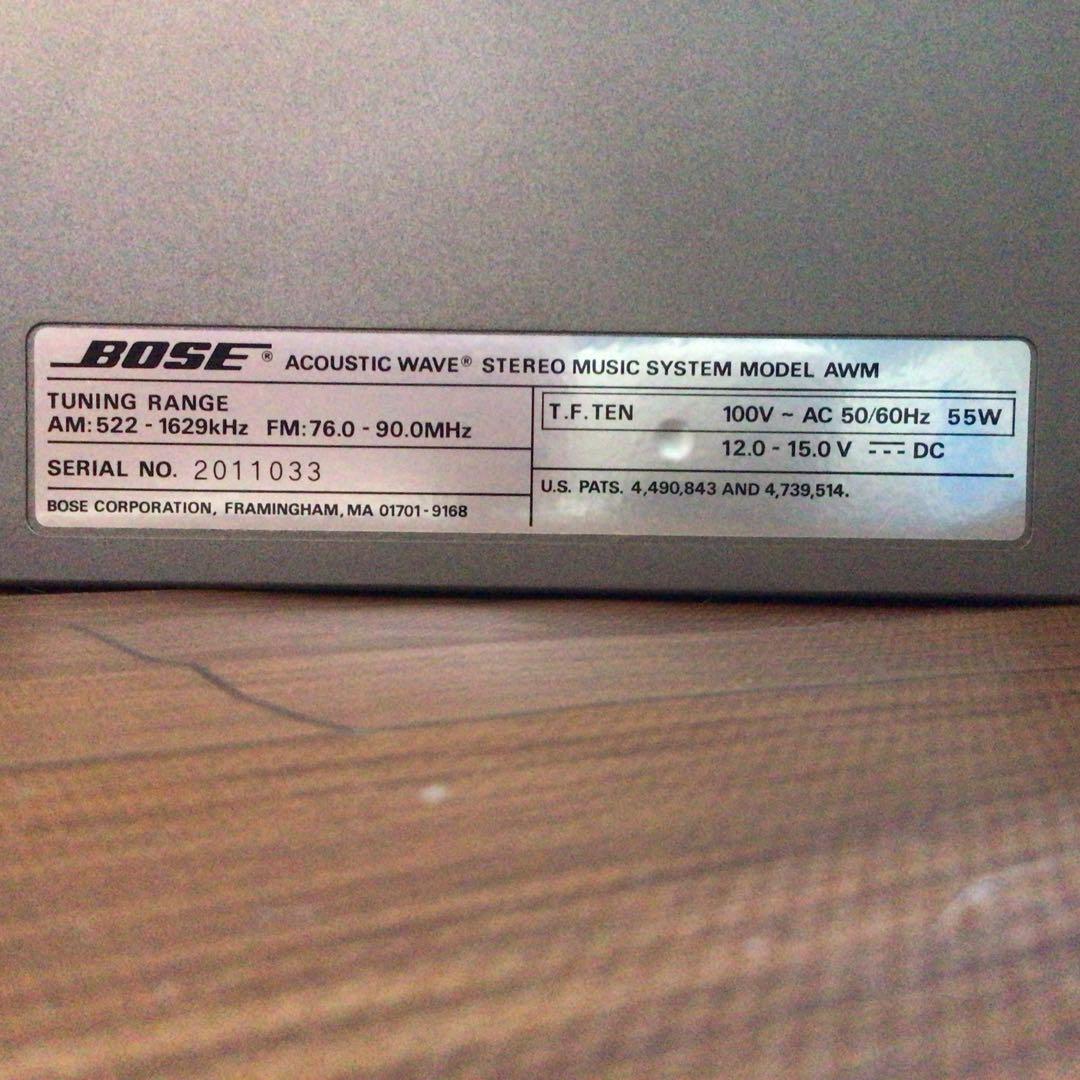 BOSE® ACOUSTIC WAVE® STEREO MUSIC SYSTEM MODEL AWM
TUNING RANGE
AM: 522 - 1629kHz FM: 76.0 - 90.0MHz
SERIAL NO. 2011033
BOSE CORPORATION, FRAMINGHAM, MA 01701-9168
T.F.TEN 100V ~ AC 50/60Hz 55W
12.0 - 15.0 V ⎓ DC
U.S. PATS. 4,490,843 AND 4,739,514.